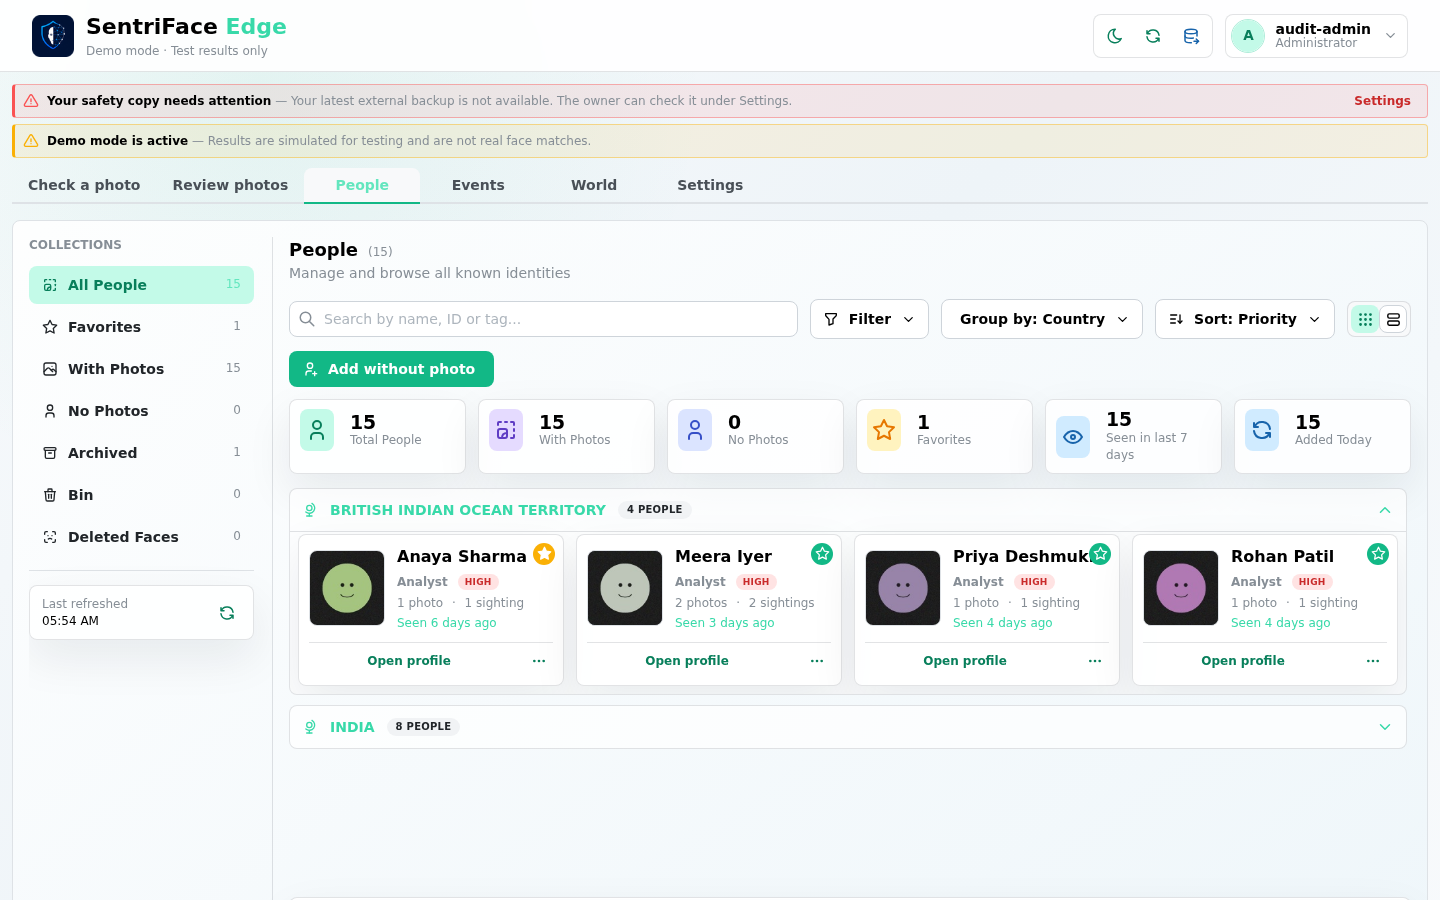 SentriFace Edge
Demo mode · Test results only
A
audit-admin
Administrator
Your safety copy needs attention — Your latest external backup is not available. The owner can check it under Settings.
Settings
Demo mode is active — Results are simulated for testing and are not real face matches.
Check a photo
Review photos
People
Events
World
Settings
COLLECTIONS
All People 15
Favorites 1
With Photos 15
No Photos 0
Archived 1
Bin 0
Deleted Faces 0
Last refreshed
05:54 AM
People (15)
Manage and browse all known identities
Search by name, ID or tag...
Filter
Group by: Country
Sort: Priority
Add without photo
15
Total People
15
With Photos
0
No Photos
1
Favorites
15
Seen in last 7
days
15
Added Today
BRITISH INDIAN OCEAN TERRITORY 4 PEOPLE
Anaya Sharma
Analyst HIGH
1 photo · 1 sighting
Seen 6 days ago
Open profile
Meera Iyer
Analyst HIGH
2 photos · 2 sightings
Seen 3 days ago
Open profile
Priya Deshmuk
Analyst HIGH
1 photo · 1 sighting
Seen 4 days ago
Open profile
Rohan Patil
Analyst HIGH
1 photo · 1 sighting
Seen 4 days ago
Open profile
INDIA 8 PEOPLE